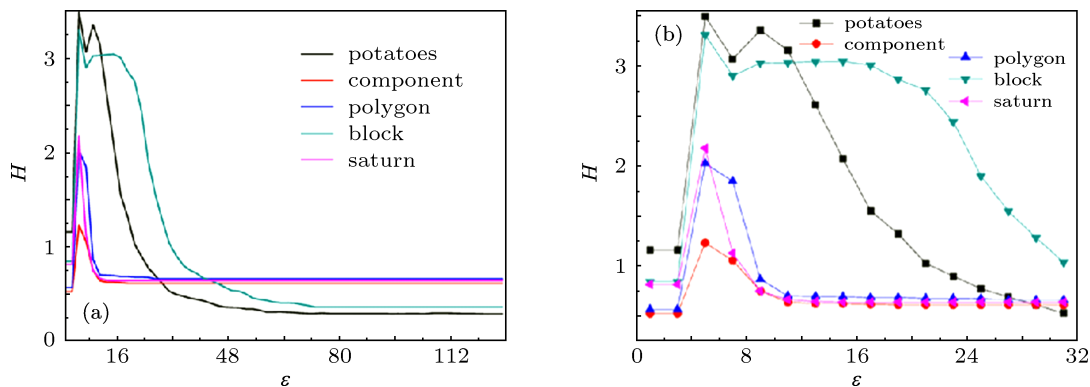 3
2
1
0
H
16
48
80
112
ε
(a)
potatoes
component
polygon
block
saturn
(b)
3
2
1
H
0
8
16
24
32
ε
potatoes
component
polygon
block
saturn